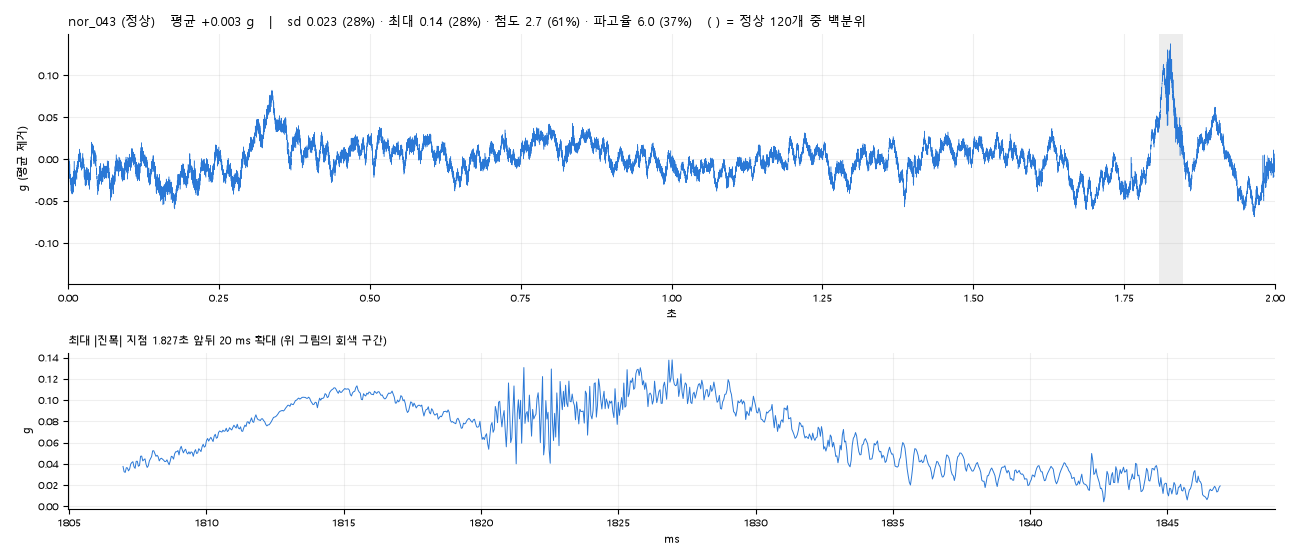 nor_043 (정상) 평균 +0.003 g | sd 0.023 (28%) · 최대 0.14 (28%) · 첨도 2.7 (61%) · 파고율 6.0 (37%) ( ) = 정상 120개 중 백분위
g (평균 제거)
0.10
0.05
0.00
-0.05
-0.10
0.00 0.25 0.50 0.75 1.00 1.25 1.50 1.75 2.00
초
최대 |진폭| 지점 1.827초 앞뒤 20 ms 확대 (위 그림의 회색 구간)
g
0.14
0.12
0.10
0.08
0.06
0.04
0.02
0.00
1805 1810 1815 1820 1825 1830 1835 1840 1845
ms